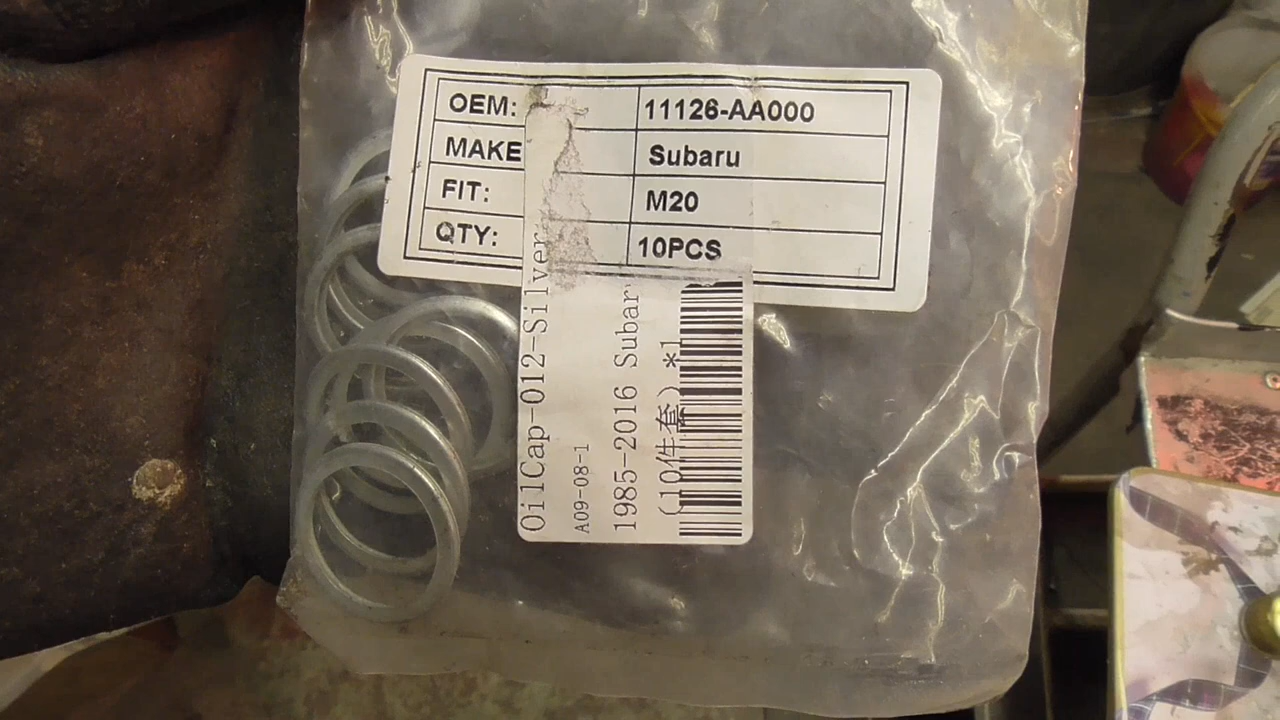 OEM: 11126-AA000
MAKE Subaru
FIT: M20
QTY: 10PCS
OilCap-012-Silver
A09-08-1
1985-2016 Subar
(10件套) *1